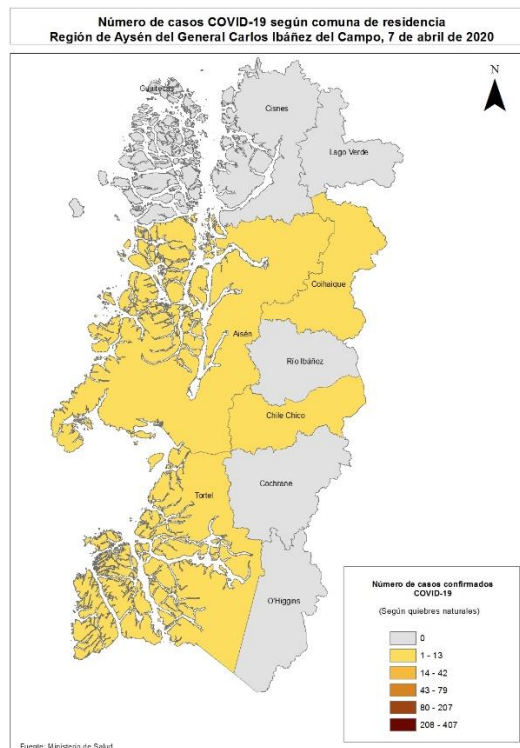 Número de casos COVID-19 según comuna de residencia
Región de Aysén del General Carlos Ibáñez del Campo, 7 de abril de 2020
N
Guaitecas
Cisnes
Lago Verde
Coihaique
Aisén
Río Ibáñez
Chile Chico
Cochrane
Tortel
O'Higgins
Número de casos confirmados
COVID-19
(Según quiebres naturales)
0
1 - 13
14 - 42
43 - 79
80 - 207
208 - 407
Fuente: Ministerio de Salud